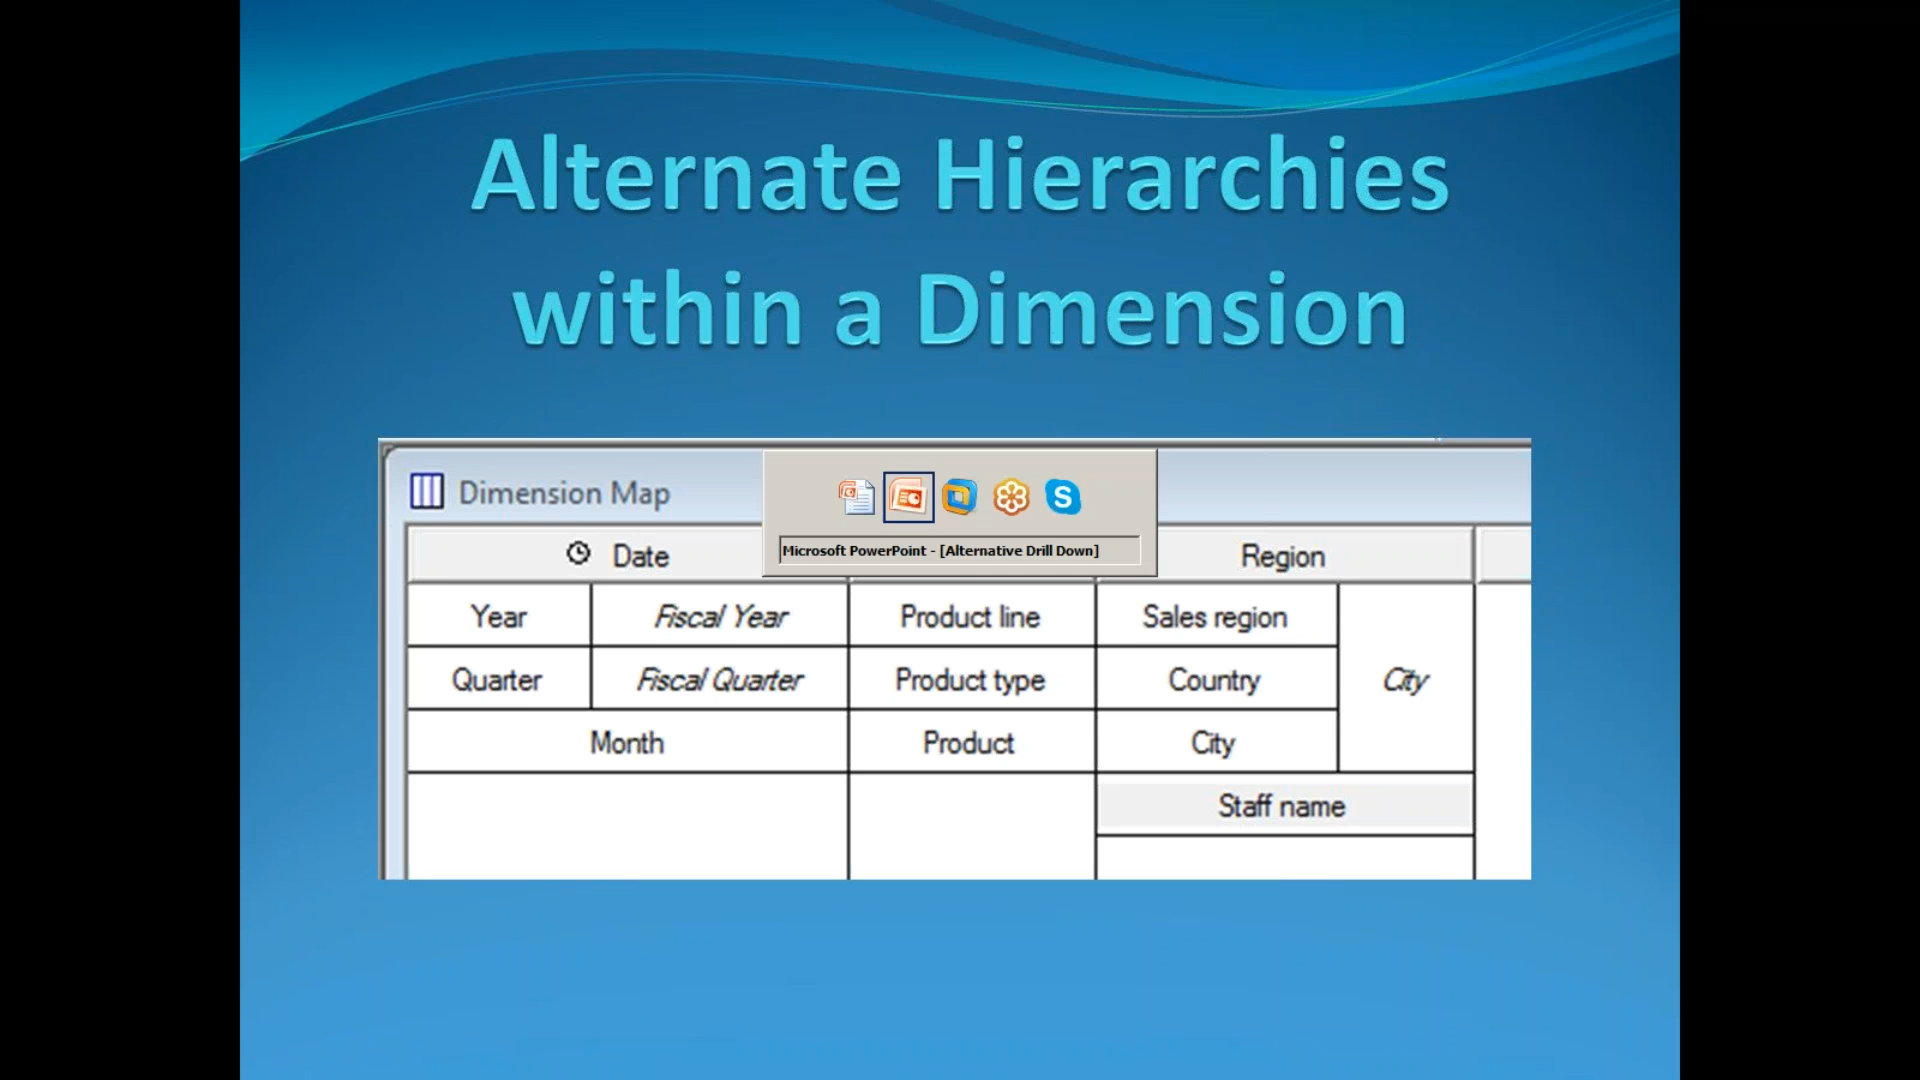 Alternate Hierarchies
within a Dimension
Dimension Map
Microsoft PowerPoint - [Alternative Drill Down]
Date
Region
Year
Fiscal Year
Product line
Sales region
Quarter
Fiscal Quarter
Product type
Country
City
Month
Product
City
Staff name